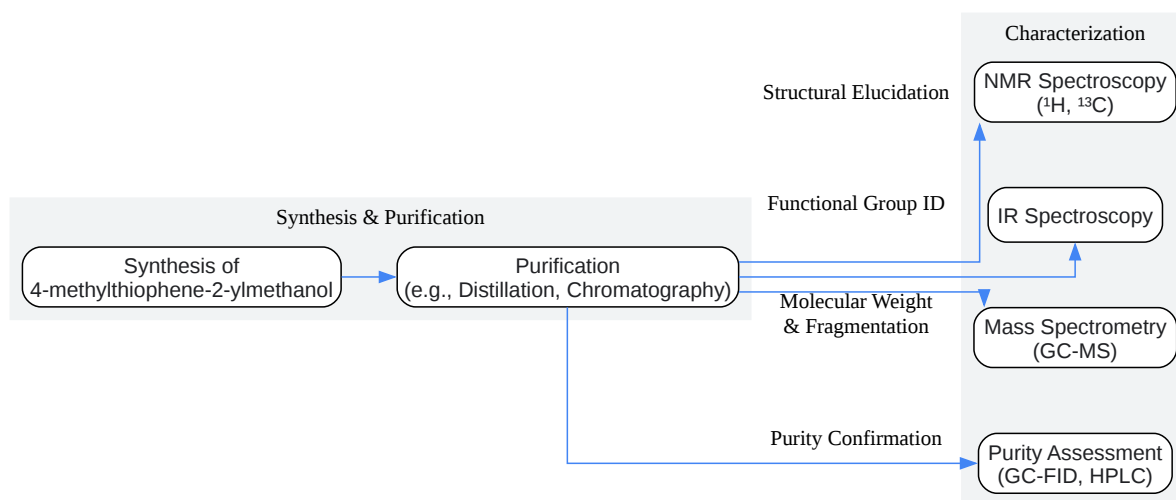 Characterization
Structural Elucidation
NMR Spectroscopy
(¹H, ¹³C)
Functional Group ID
IR Spectroscopy
Synthesis & Purification
Synthesis of
4-methylthiophene-2-ylmethanol
Purification
(e.g., Distillation, Chromatography)
Molecular Weight
& Fragmentation
Mass Spectrometry
(GC-MS)
Purity Confirmation
Purity Assessment
(GC-FID, HPLC)